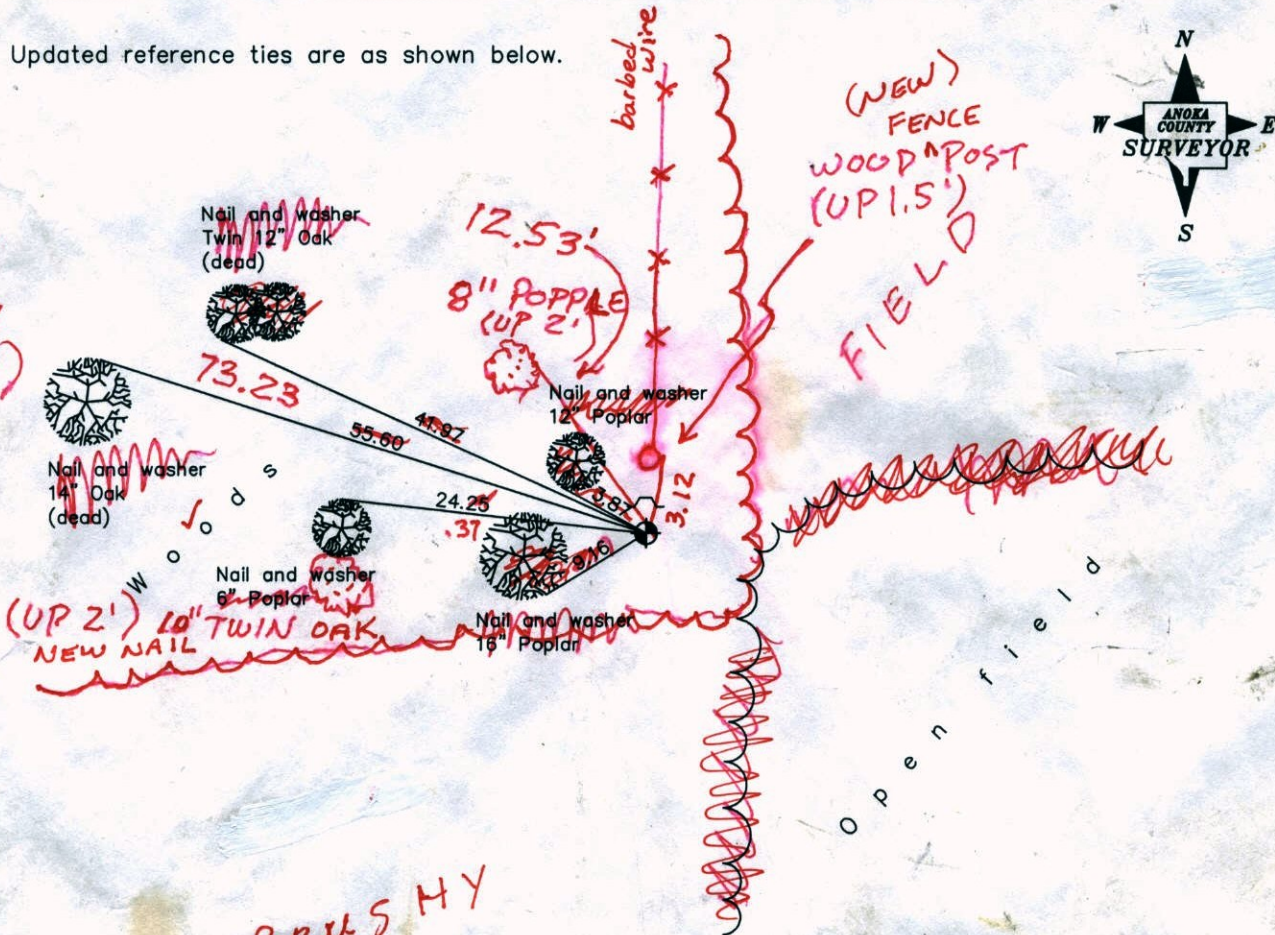 Updated reference ties are as shown below.
barbed
wire
N
ANOKA
COUNTY
W E
SURVEYOR
S
(NEW)
FENCE
WOOD ^ POST
(UP 1.5')
FIELD
Nail and washer
Twin 12" Oak
(dead)
12.53'
8" POPPLE
(UP 2'
73.23
Nail and washer
12" Poplar
41.87
55.60
Nail and washer
14" Oak
(dead)
24.25
.37
3.87
3.12
9.16
Woods
Nail and washer
6" Poplar
(UP 2') 10" TWIN OAK
NEW NAIL
Nail and washer
16" Poplar
Open field